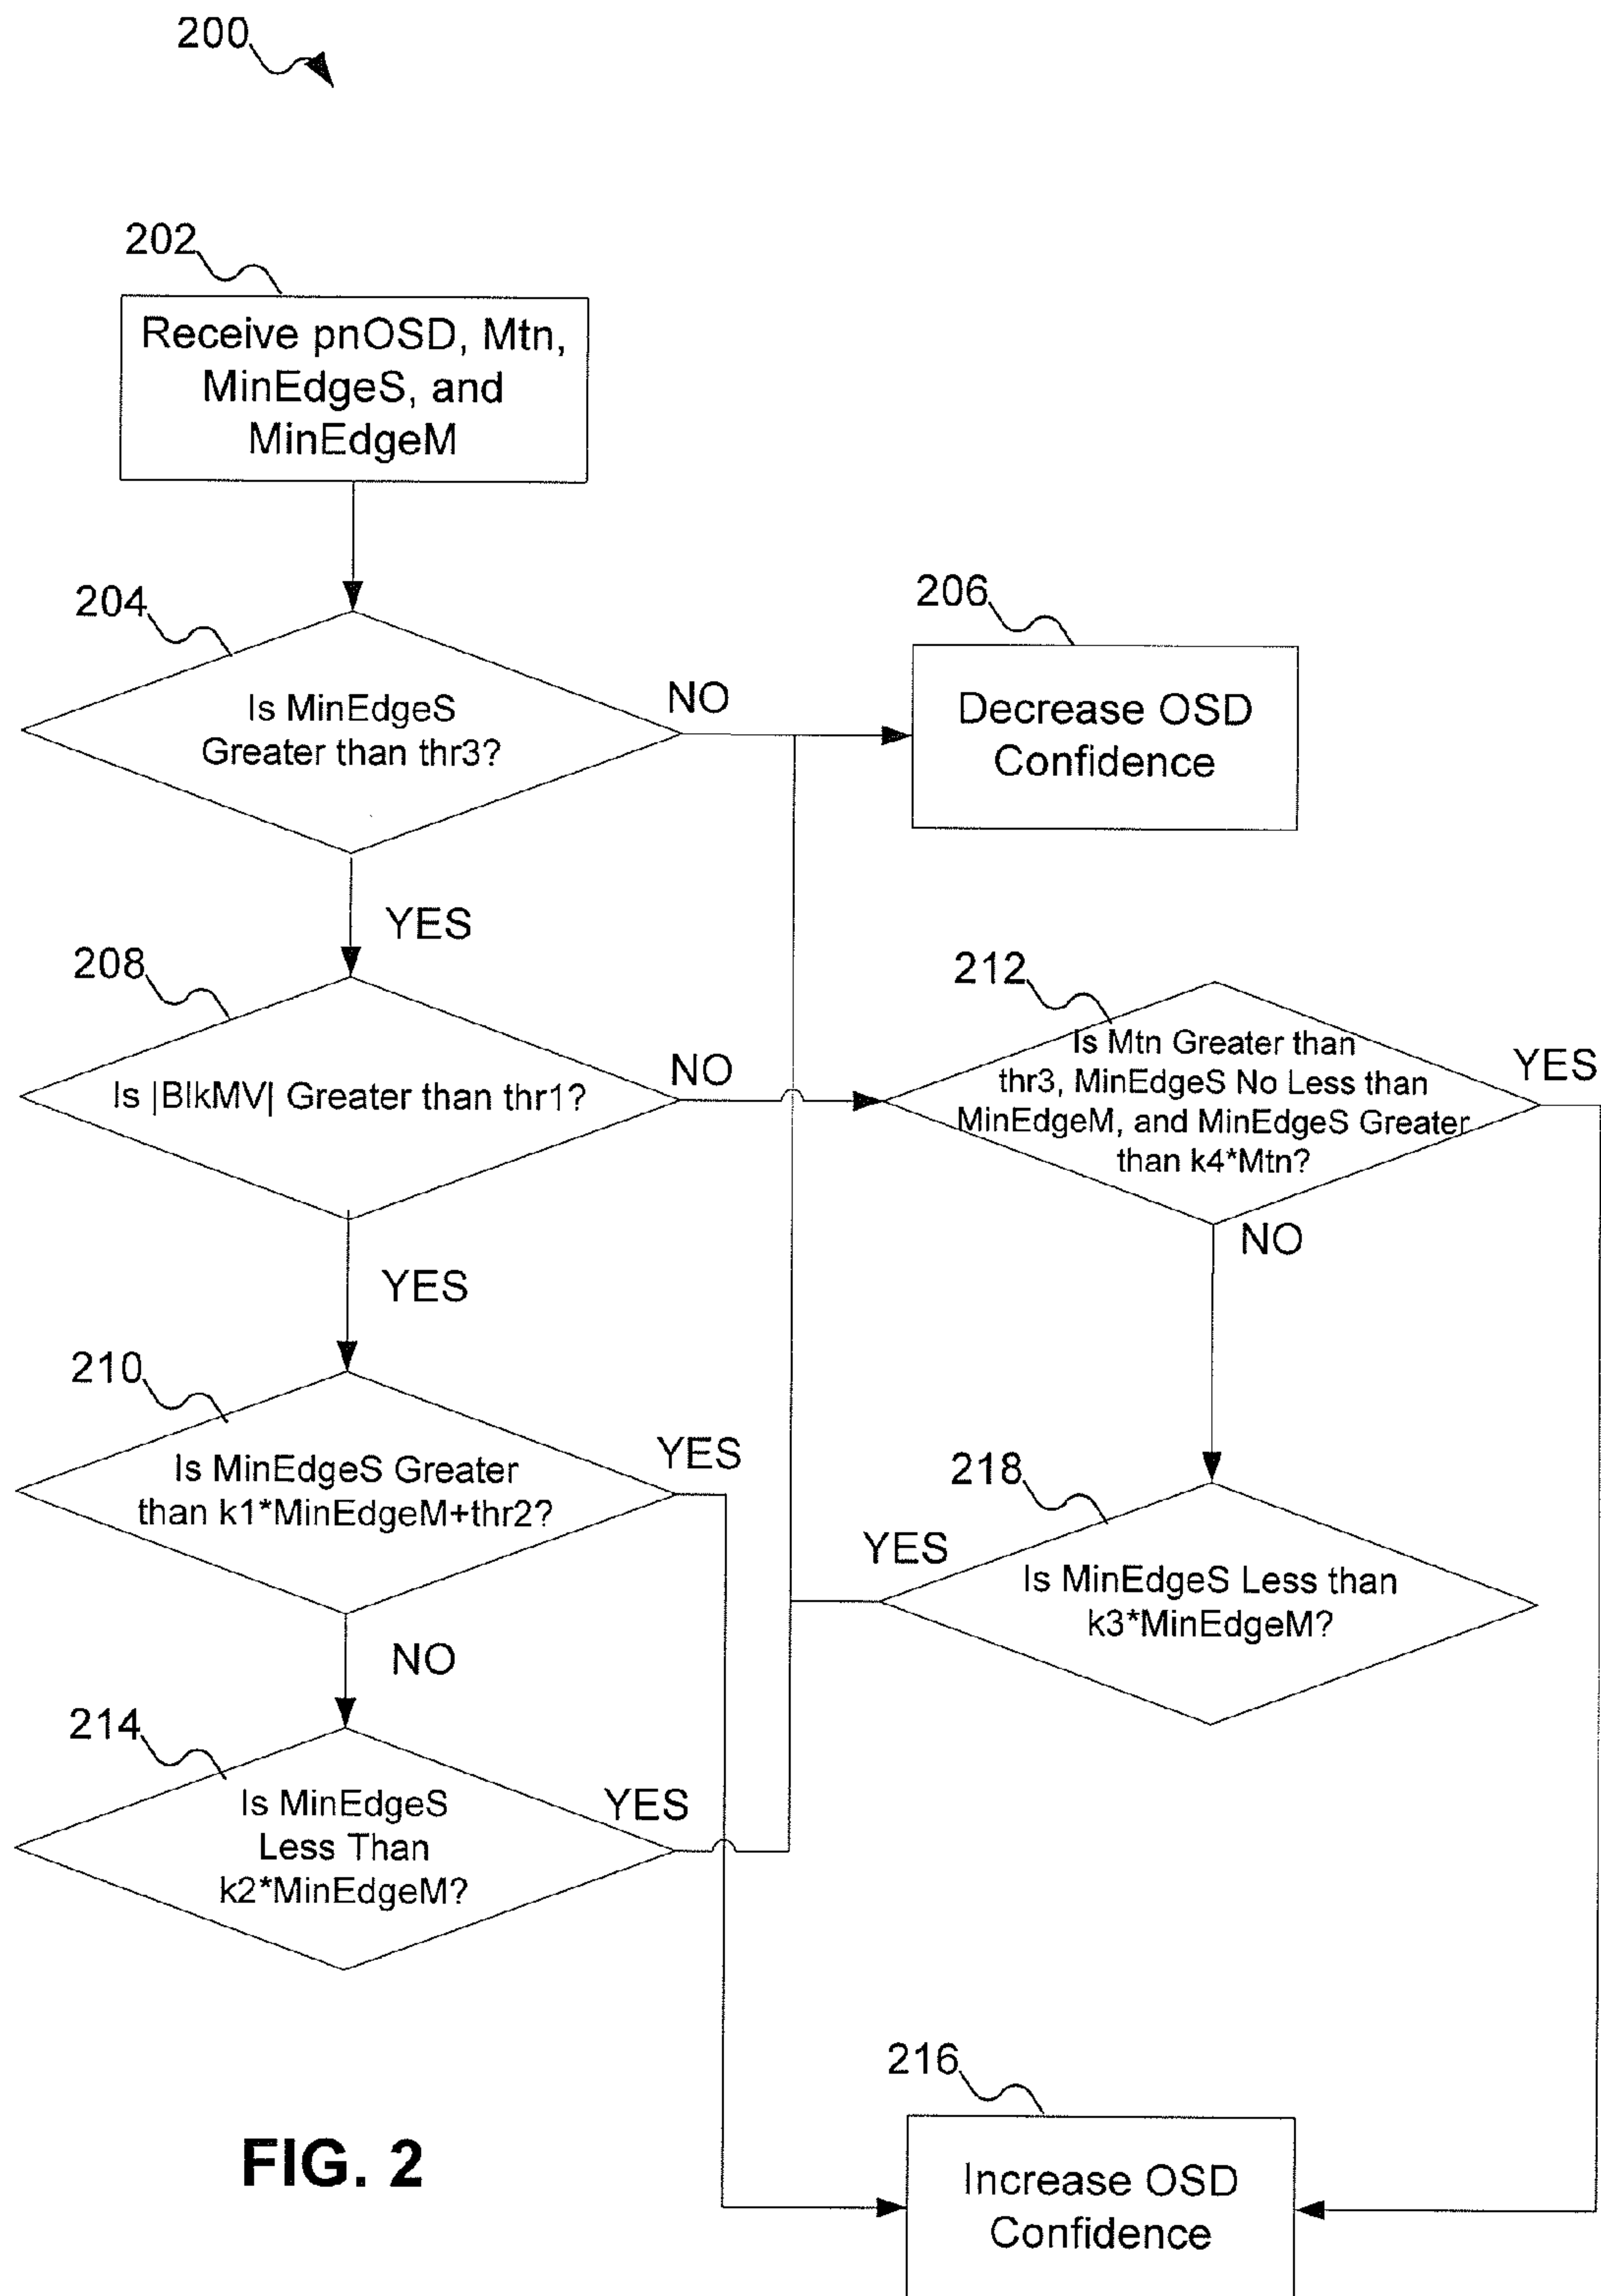 200
202
Receive pnOSD, Mtn,
MinEdgeS, and
MinEdgeM
204
Is MinEdgeS
Greater than thr3?
NO
206
Decrease OSD
Confidence
YES
208
Is |BlkMV| Greater than thr1?
NO
212
Is Mtn Greater than
thr3, MinEdgeS No Less than
MinEdgeM, and MinEdgeS Greater
than k4*Mtn?
YES
NO
YES
210
Is MinEdgeS Greater
than k1*MinEdgeM+thr2?
YES
218
YES
Is MinEdgeS Less than
k3*MinEdgeM?
NO
214
Is MinEdgeS
Less Than
k2*MinEdgeM?
YES
216
Increase OSD
Confidence
FIG. 2